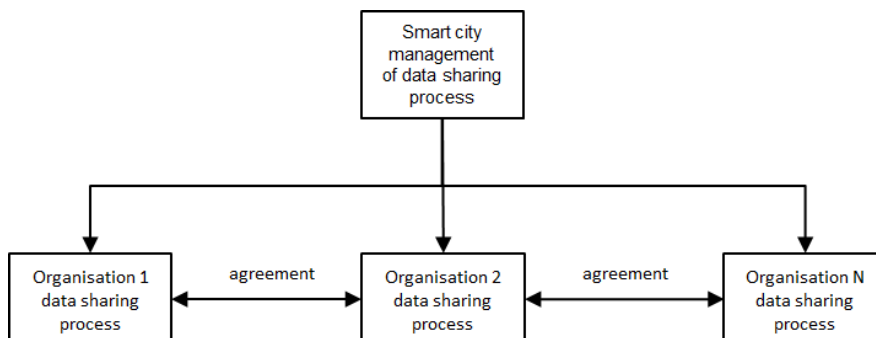 Smart city
management
of data sharing
process
Organisation 1
data sharing
process
agreement
Organisation 2
data sharing
process
agreement
Organisation N
data sharing
process